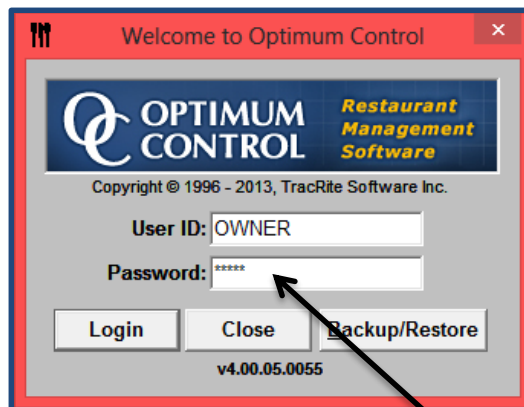 Welcome to Optimum Control
OPTIMUM CONTROL
Restaurant Management Software
Copyright © 1996 - 2013, TracRite Software Inc.
User ID: OWNER
Password: *****
Login Close Backup/Restore
v4.00.05.0055